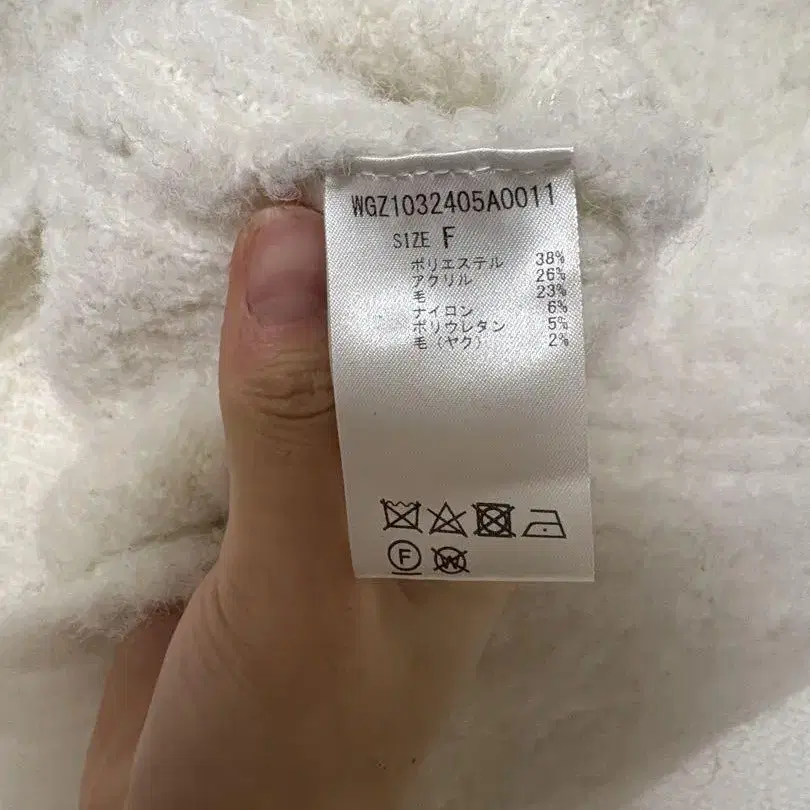 WGZ1032405A0011
SIZE F
ポリエステル 38%
アクリル 26%
毛 23%
ナイロン 6%
ポリウレタン 5%
毛(ヤク) 2%
F W